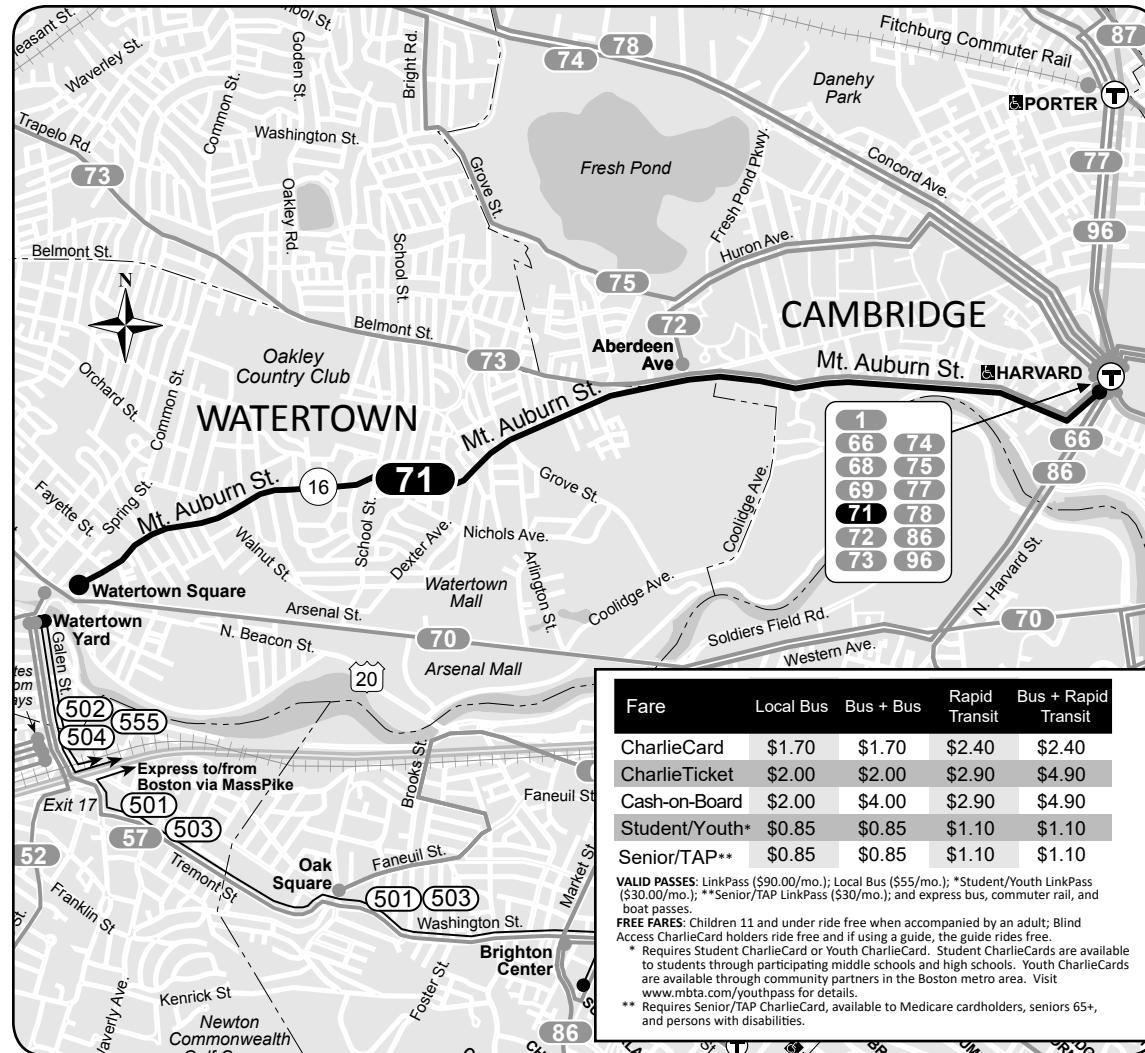 Fitchburg Commuter Rail
87
78
74
Danehy
Park
PORTER
T
Waverley St.
Goden St.
Common St.
Bright Rd.
Washington St.
Trapelo Rd.
73
Oakley Rd.
Grove St.
Fresh Pond
Fresh Pond Pkwy.
Concord Ave.
77
96
Belmont St.
School St.
Huron Ave.
N
75
72
CAMBRIDGE
Belmont St.
73
Aberdeen
Ave
Mt. Auburn St.
HARVARD
T
Oakley
Country Club
Orchard St.
Common St.
WATERTOWN
Mt. Auburn St.
1
66 74
68 75
69 77
71 78
72 86
73 96
66
86
71
16
Mt. Auburn St.
Fayette St.
Spring St.
Grove St.
Coolidge Ave.
School St.
Dexter Ave.
Nichols Ave.
Walnut St.
Watertown
Mall
Arlington St.
Coolidge Ave.
N. Harvard St.
Watertown Square
Watertown
Yard
Arsenal St.
N. Beacon St.
70
Soldiers Field Rd.
70
Western Ave.
Arsenal Mall
Galen St.
20
502
555
504
Express to/from
Boston via MassPike
Exit 17
501
503
57
52
Brooks St.
Faneuil St
Tremont St
Oak
Square
Faneuil St.
Market St
501
503
Washington St.
Franklin St
Brighton
Center
Foster St.
Kenrick St
Newton
Commonwealth
86
Fare Local Bus Bus + Bus Rapid Transit Bus + Rapid Transit
CharlieCard $1.70 $1.70 $2.40 $2.40
CharlieTicket $2.00 $2.00 $2.90 $4.90
Cash-on-Board $2.00 $4.00 $2.90 $4.90
Student/Youth* $0.85 $0.85 $1.10 $1.10
Senior/TAP** $0.85 $0.85 $1.10 $1.10
VALID PASSES: LinkPass ($90.00/mo.); Local Bus ($55/mo.); *Student/Youth LinkPass
($30.00/mo.); **Senior/TAP LinkPass ($30/mo.); and express bus, commuter rail, and
boat passes.
FREE FARES: Children 11 and under ride free when accompanied by an adult; Blind
Access CharlieCard holders ride free and if using a guide, the guide rides free.
* Requires Student CharlieCard or Youth CharlieCard. Student CharlieCards are available
to students through participating middle schools and high schools. Youth CharlieCards
are available through community partners in the Boston metro area. Visit
www.mbta.com/youthpass for details.
** Requires Senior/TAP CharlieCard, available to Medicare cardholders, seniors 65+,
and persons with disabilities.